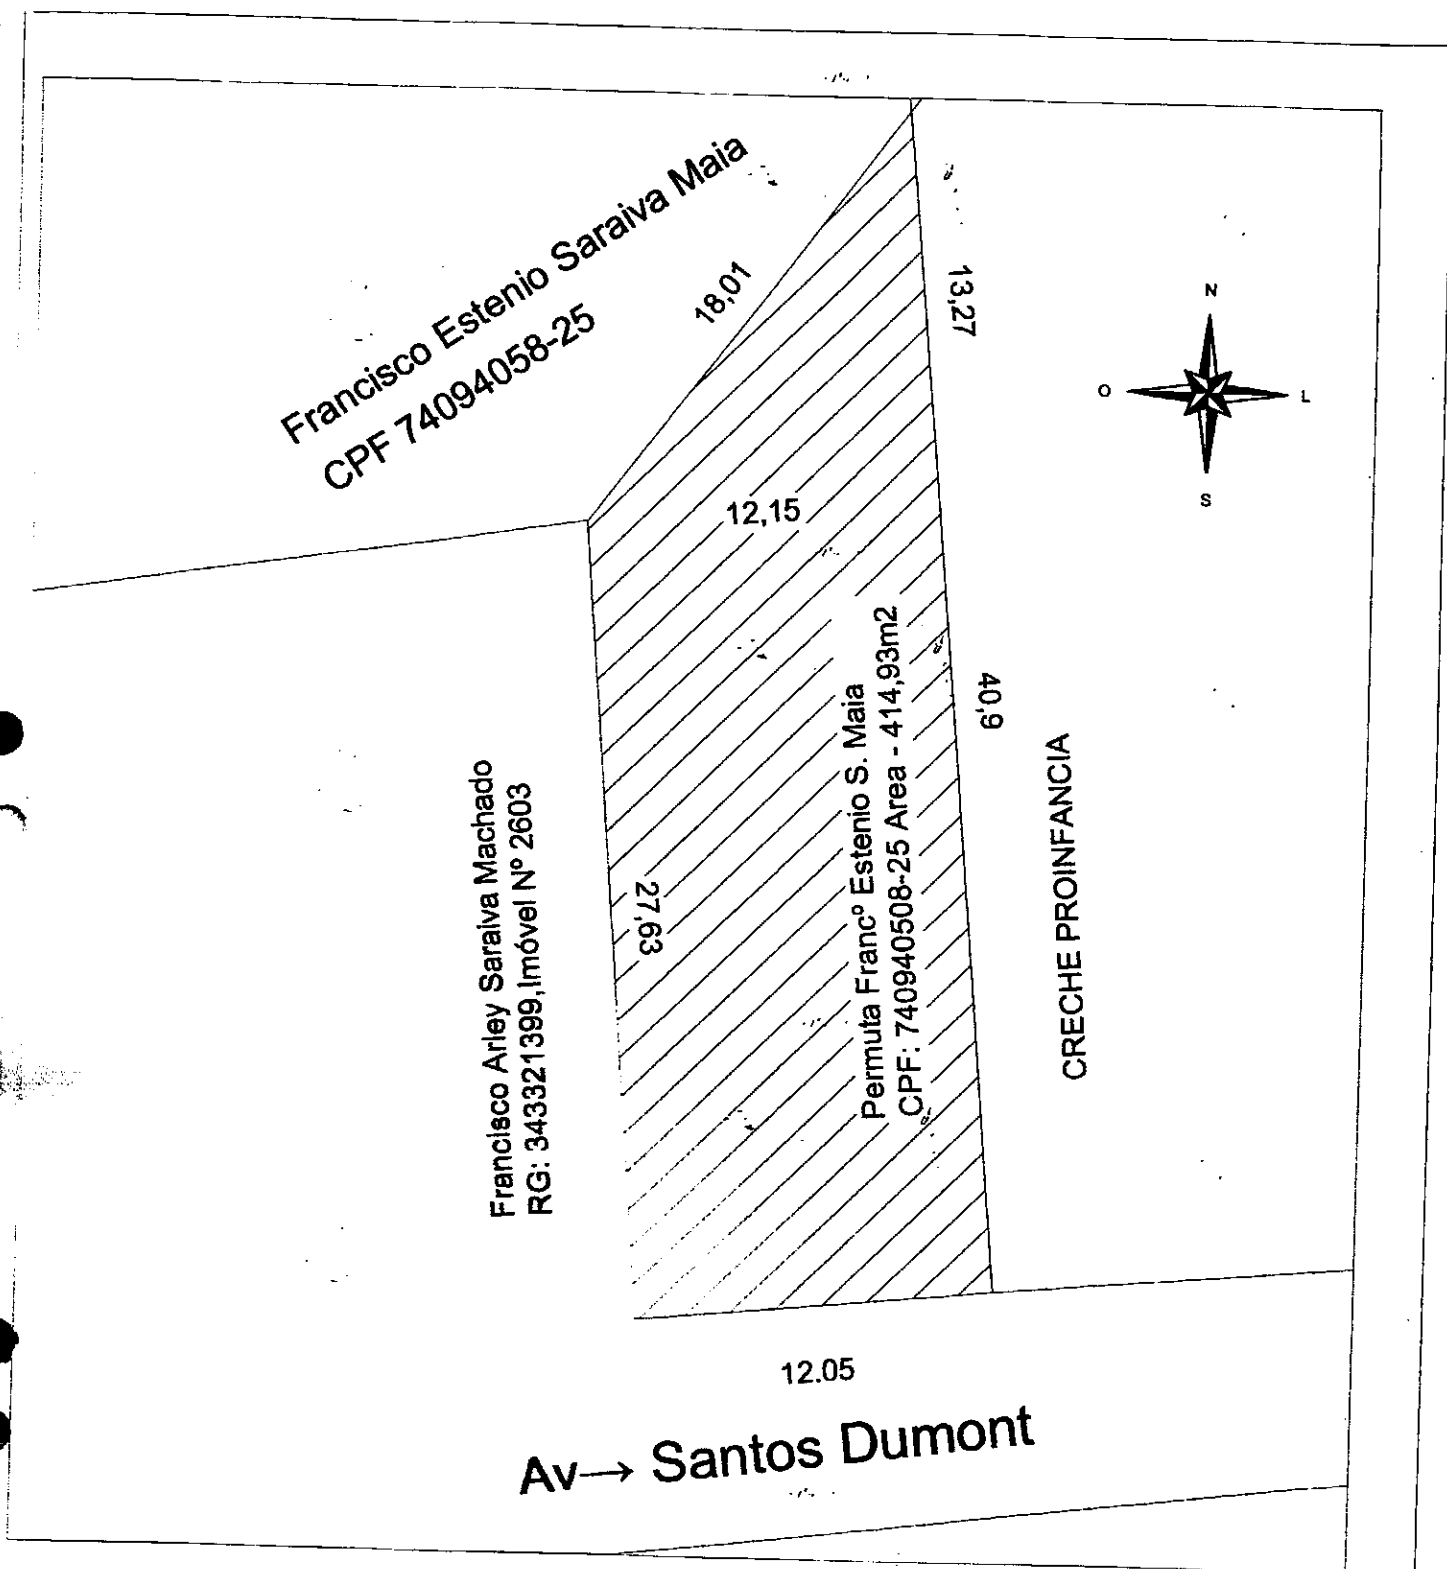 Francisco Estenio Saraiva Maia
CPF 74094058-25
18,01
13,27
N
O
L
S
12,15
40,9
Permuta Francº Estenio S. Maia
CPF: 740940508-25 Area - 414,93m2
CRECHE PROINFANCIA
Francisco Arley Saraiva Machado
RG: 343321399,Imóvel Nº 2603
27,63
12.05
Av→ Santos Dumont